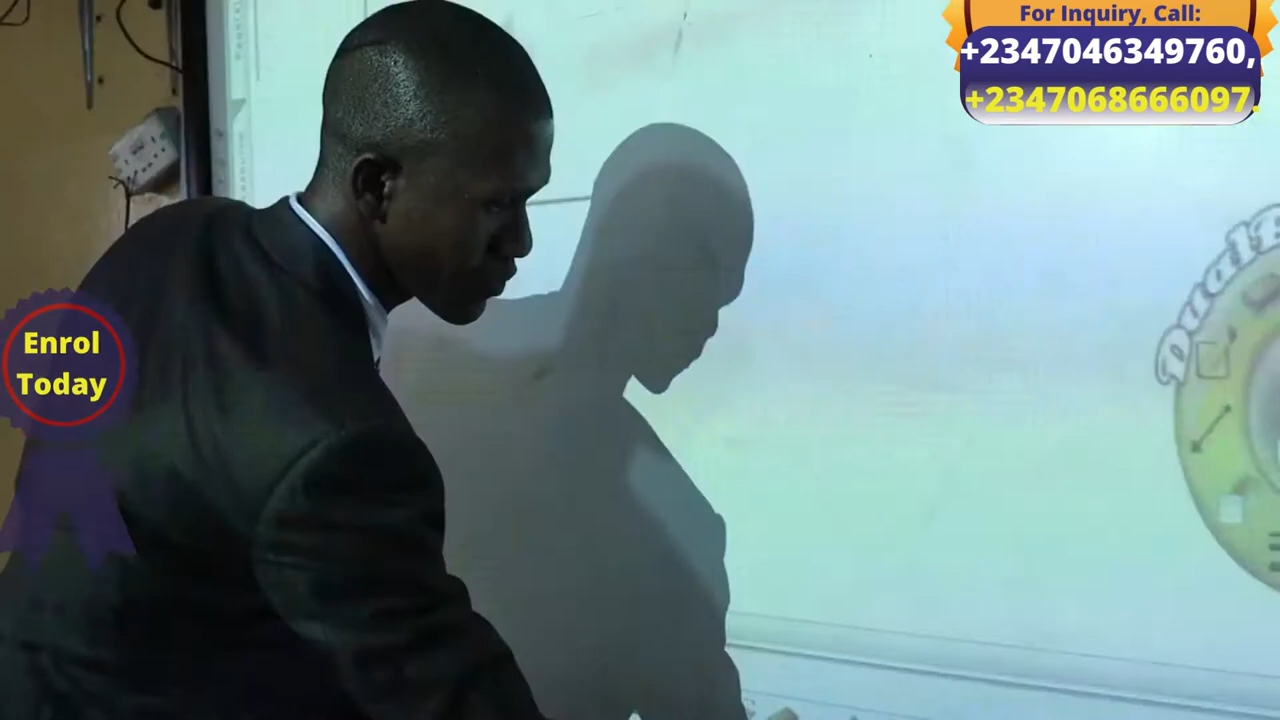 For Inquiry, Call:
+2347046349760,
+2347068666097.
Enrol
Today